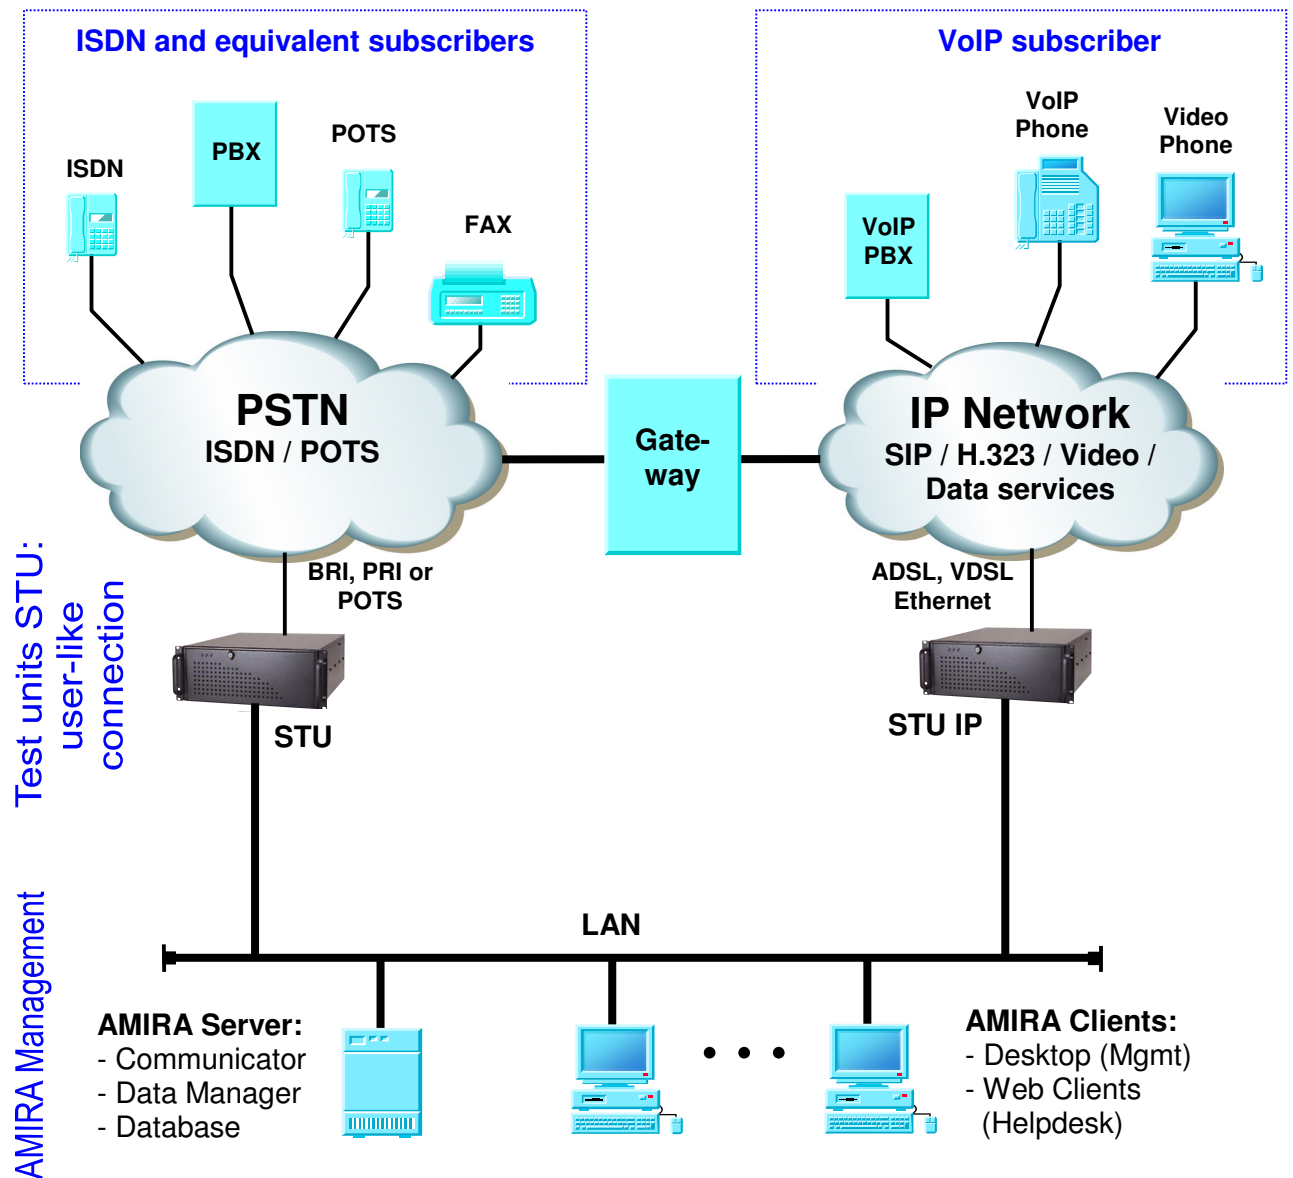 ISDN and equivalent subscribers
VoIP subscriber
ISDN
PBX
POTS
FAX
VoIP
Phone
Video
Phone
VoIP
PBX
PSTN
ISDN / POTS
Gate-
way
IP Network
SIP / H.323 / Video /
Data services
BRI, PRI or
POTS
ADSL, VDSL
Ethernet
Test units STU:
user-like
connection
STU
STU IP
AMIRA Management
LAN
AMIRA Server:
- Communicator
- Data Manager
- Database
AMIRA Clients:
- Desktop (Mgmt)
- Web Clients
(Helpdesk)